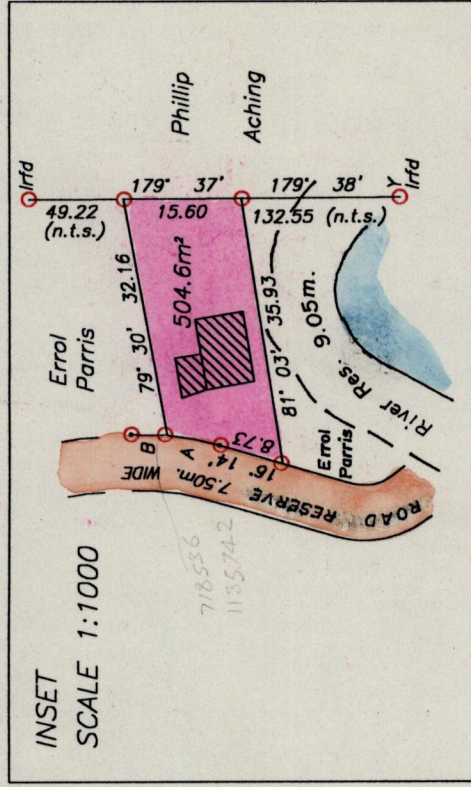 INSET
SCALE 1:1000
Errol
Parris
Phillip
Aching
Irfd
49.22
(n.t.s.)
179° 37'
15.60
179° 38'
132.55 (n.t.s.)
Y
Irfd
79° 30' 32.16
504.6m²
81° 03' 35.93
B
A
8.73
16° 14'
7.50m. WIDE
ROAD RESERVE
Errol
Parris
River Res. 9.05m.
718536
1135742